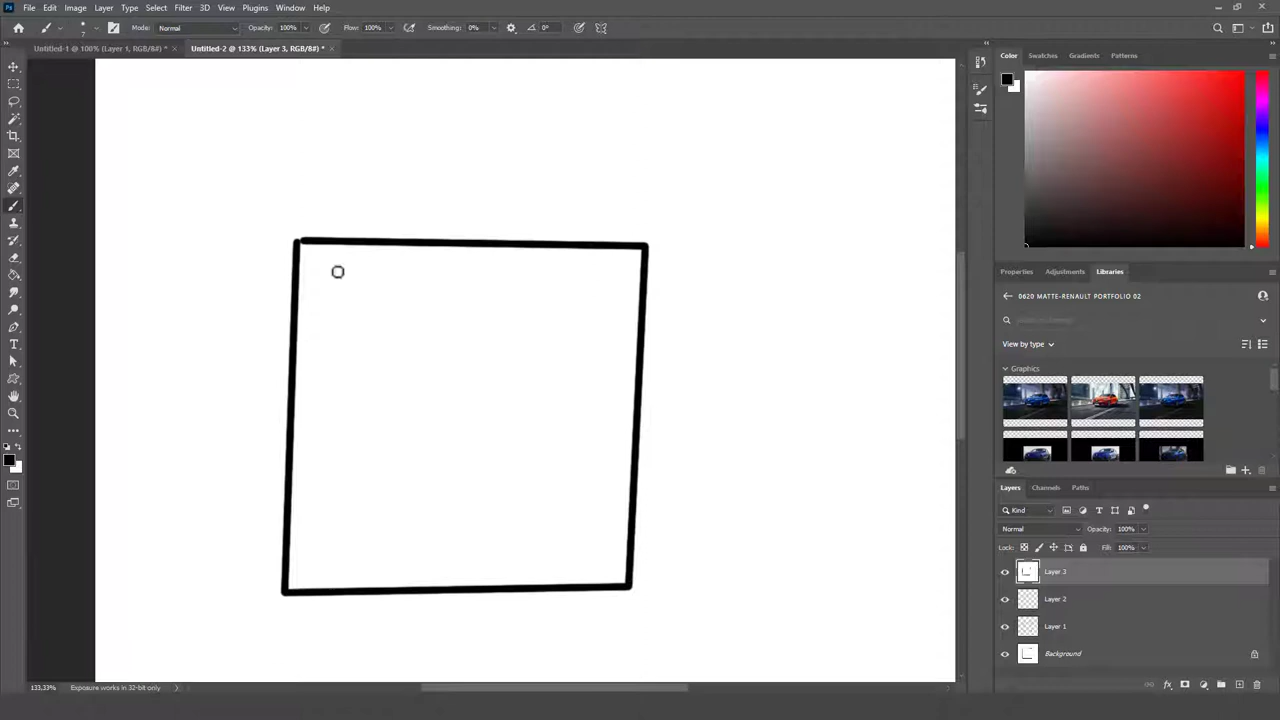 Ps File Edit Image Layer Type Select Filter 3D View Plugins Window Help
7 Mode: Normal Opacity: 100% Flow: 100% Smoothing: 0% 0°
Untitled-1 @ 100% (Layer 1, RGB/8#) * × Untitled-2 @ 133% (Layer 3, RGB/8#) * ×
Color Swatches Gradients Patterns
Properties Adjustments Libraries
0620 MATTE-RENAULT PORTFOLIO 02
View by type
Graphics
Layers Channels Paths
Kind
Normal Opacity: 100%
Lock: Fill: 100%
Layer 3
Layer 2
Layer 1
Background
133,33% Exposure works in 32-bit only